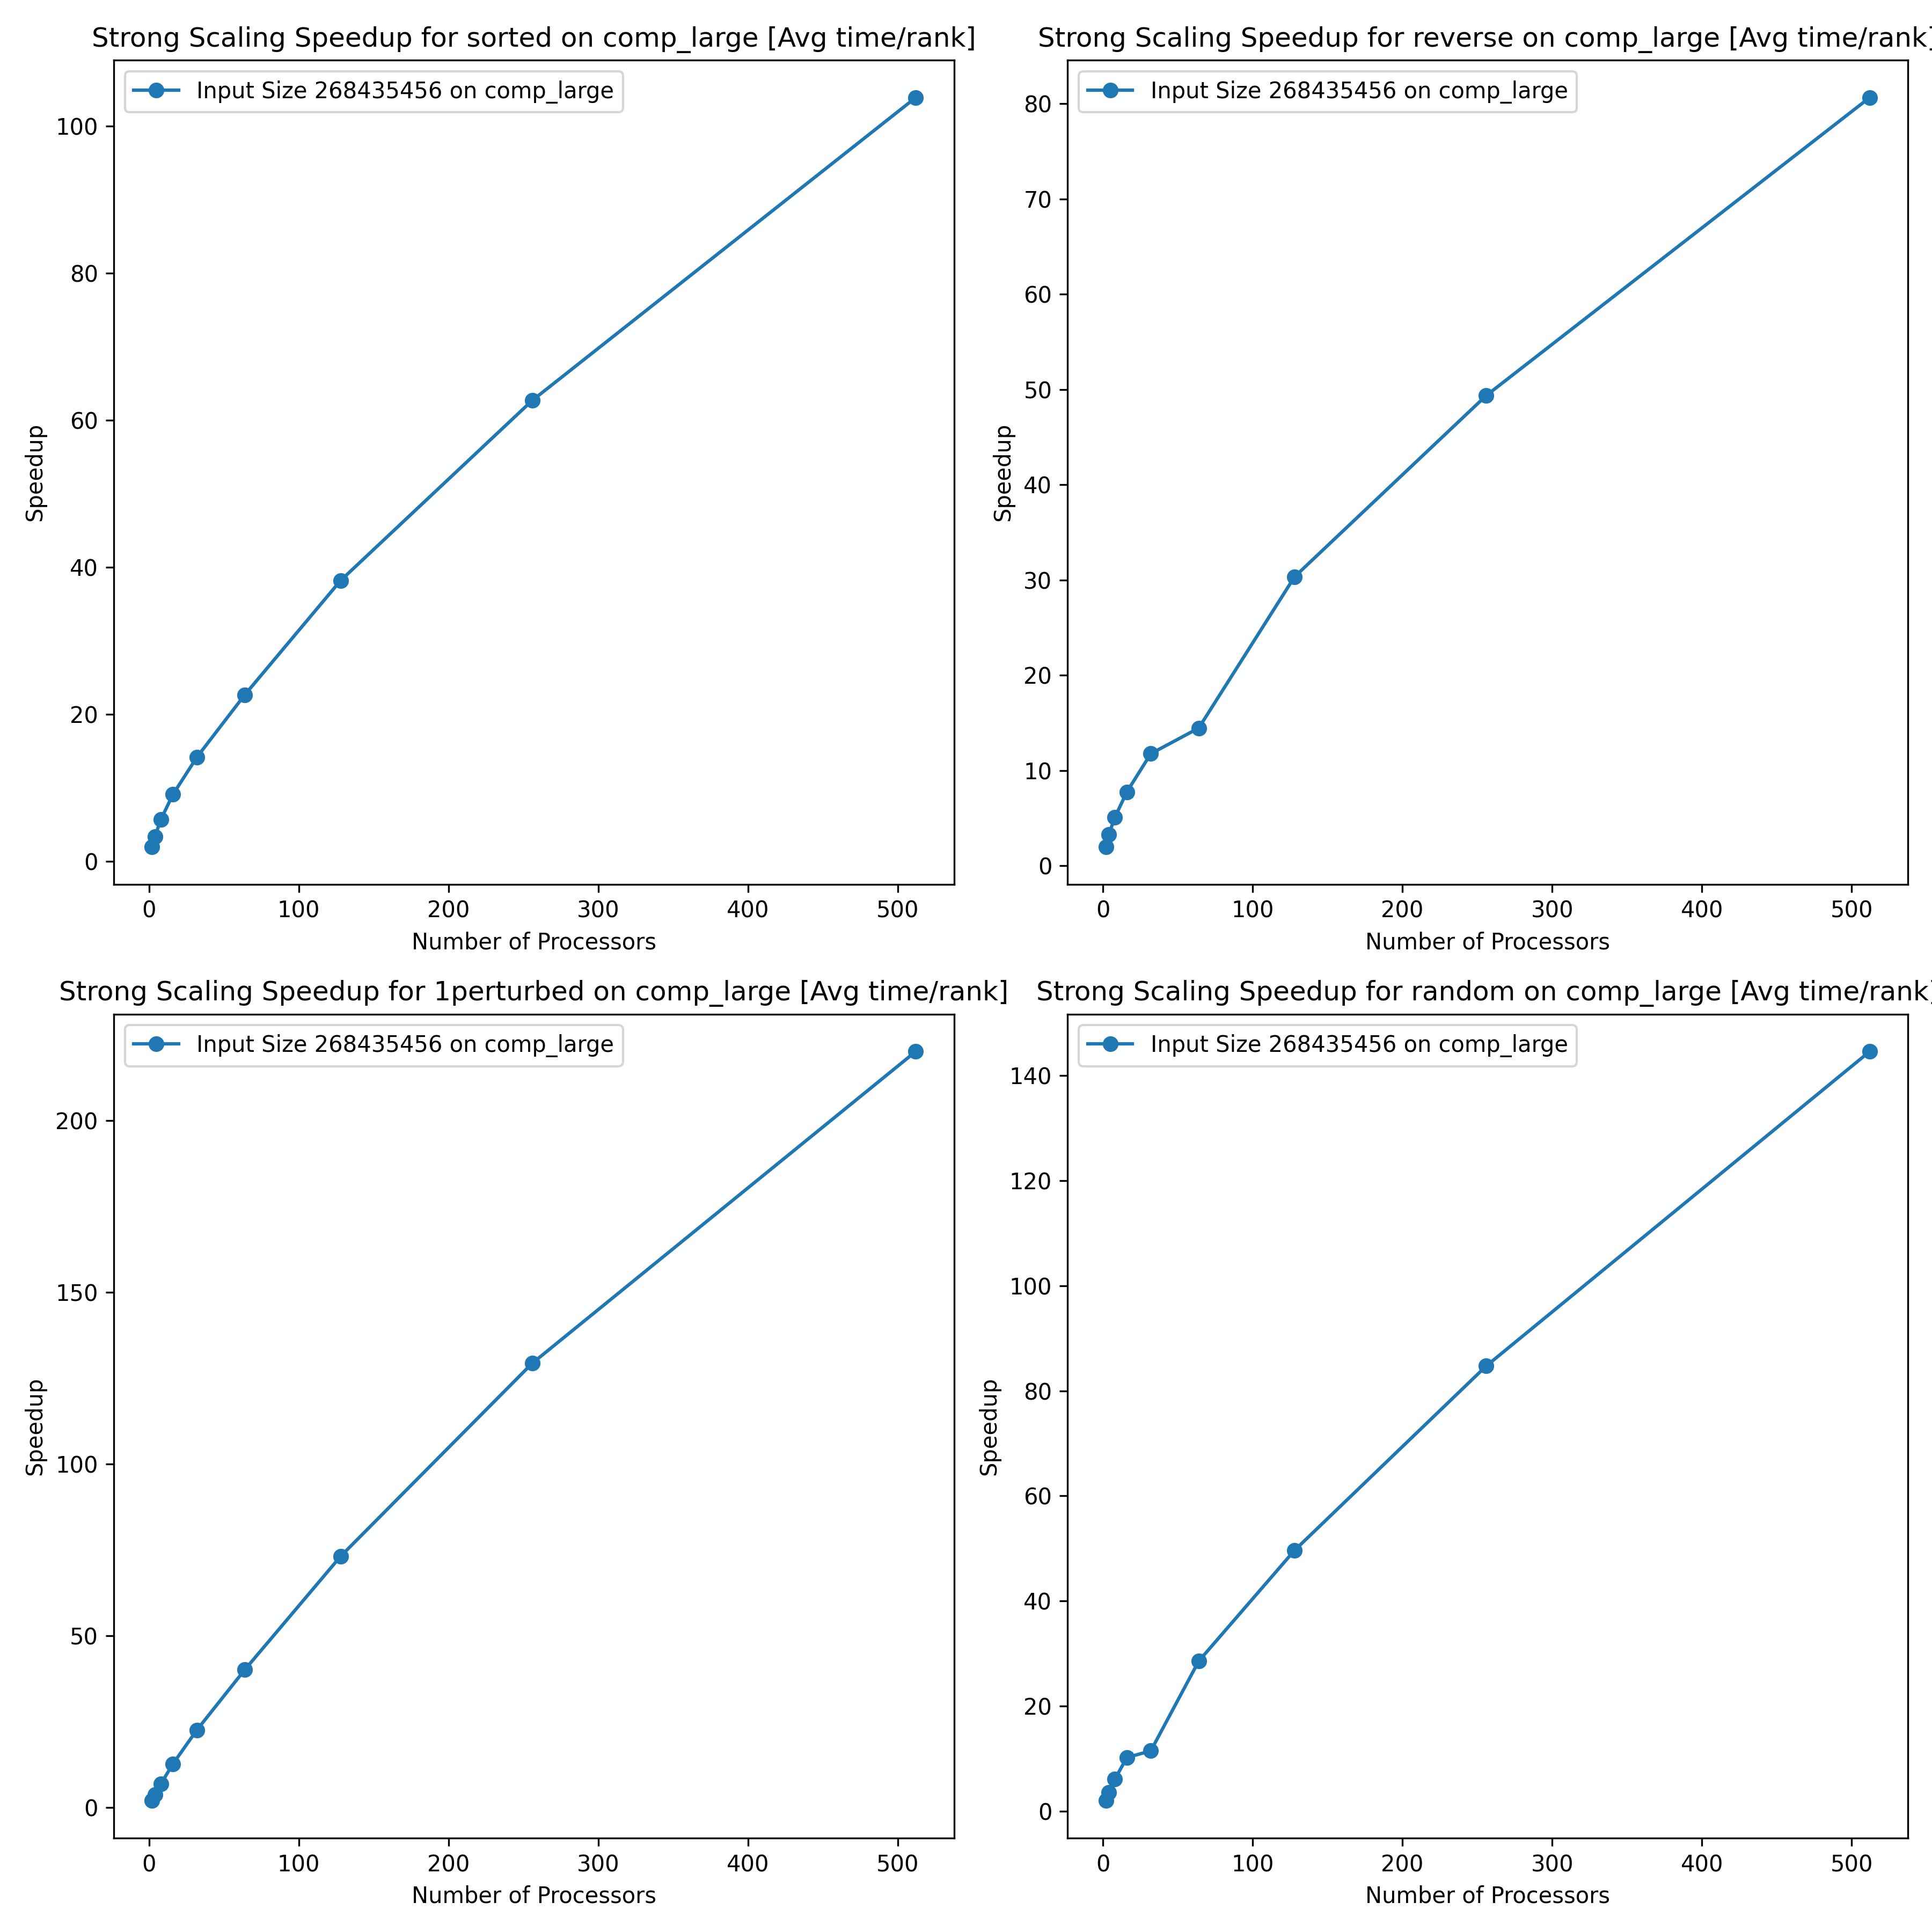 Strong Scaling Speedup for sorted on comp_large [Avg time/rank]
Input Size 268435456 on comp_large
100
80
60
40
20
0
Speedup
0 100 200 300 400 500
Number of Processors
Strong Scaling Speedup for reverse on comp_large [Avg time/rank]
Input Size 268435456 on comp_large
80
70
60
50
40
30
20
10
0
Speedup
0 100 200 300 400 500
Number of Processors
Strong Scaling Speedup for 1perturbed on comp_large [Avg time/rank]
Input Size 268435456 on comp_large
200
150
100
50
0
Speedup
0 100 200 300 400 500
Number of Processors
Strong Scaling Speedup for random on comp_large [Avg time/rank]
Input Size 268435456 on comp_large
140
120
100
80
60
40
20
0
Speedup
0 100 200 300 400 500
Number of Processors